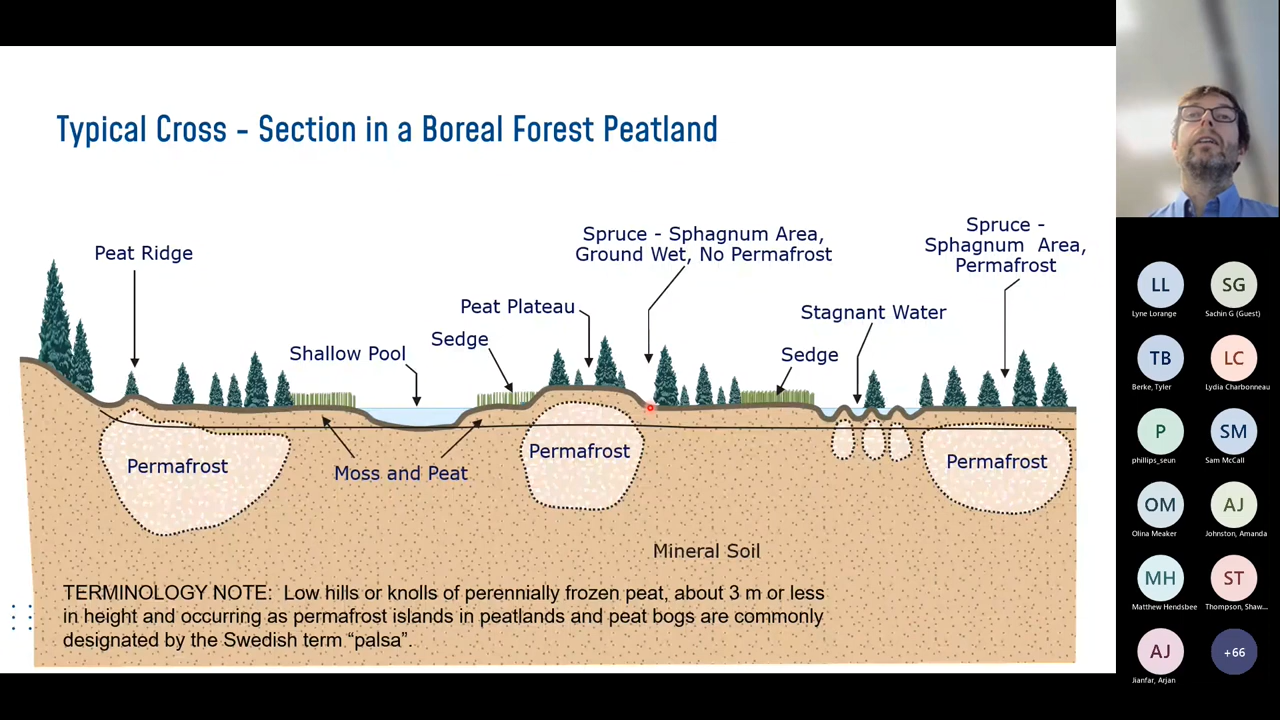 Typical Cross - Section in a Boreal Forest Peatland
Peat Ridge
Shallow Pool
Sedge
Peat Plateau
Spruce - Sphagnum Area,
Ground Wet, No Permafrost
Sedge
Stagnant Water
Spruce -
Sphagnum Area,
Permafrost
Permafrost
Moss and Peat
Permafrost
Permafrost
Mineral Soil
TERMINOLOGY NOTE: Low hills or knolls of perennially frozen peat, about 3 m or less
in height and occurring as permafrost islands in peatlands and peat bogs are commonly
designated by the Swedish term “palsa”.
LL
Lyne Lorange
SG
Sachin G (Guest)
TB
Berke, Tyler
LC
Lydia Charbonneau
P
phillips_seun
SM
Sam McCall
OM
Olina Meaker
AJ
Johnston, Amanda
MH
Matthew Hendsbee
ST
Thompson, Shaw...
AJ
Jianfar, Arjan
+66